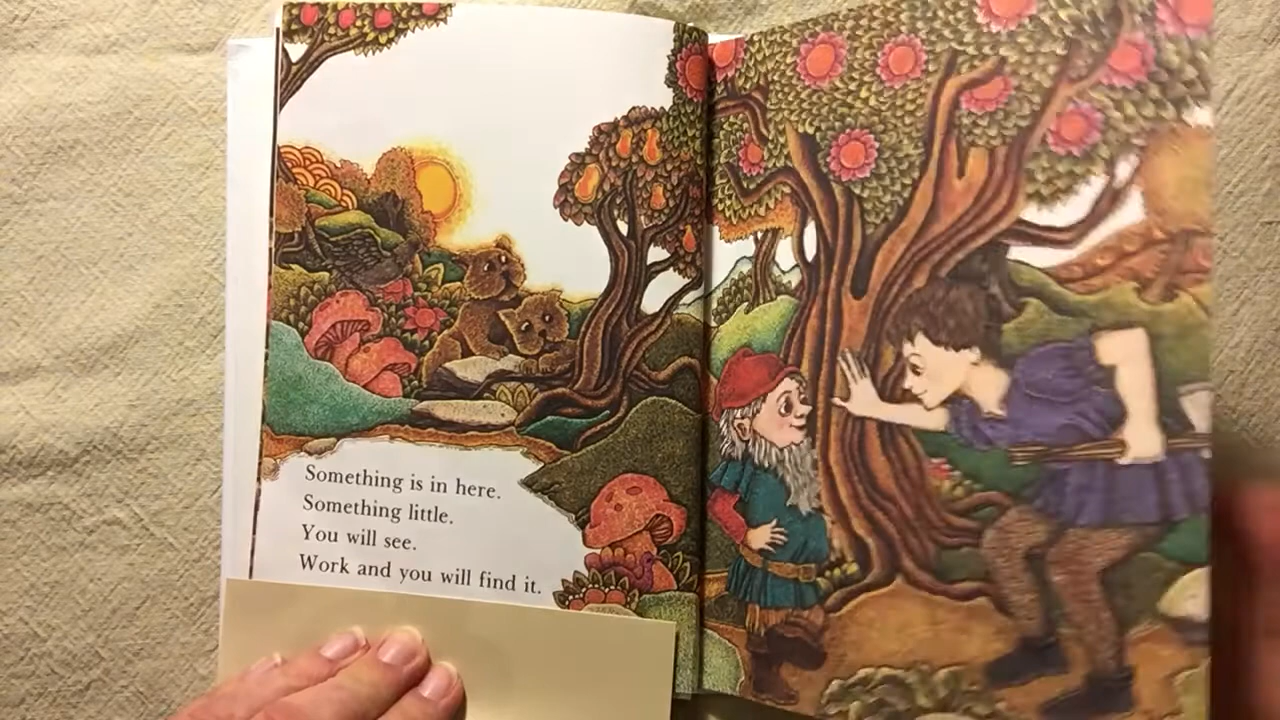 Something is in here.
Something little.
You will see.
Work and you will find it.